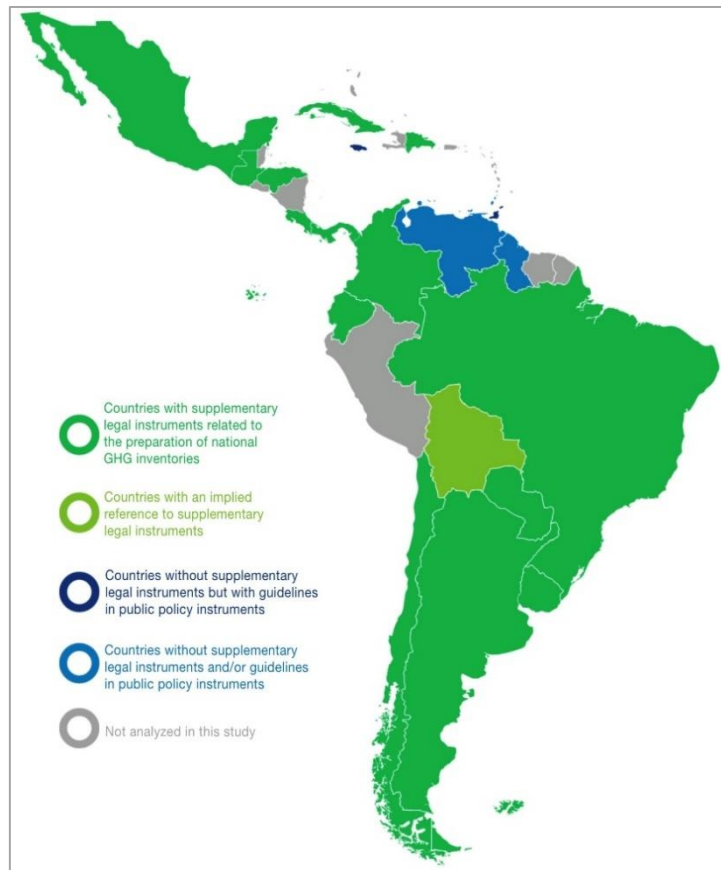 Countries with supplementary
legal instruments related to
the preparation of national
GHG inventories
Countries with an implied
reference to supplementary
legal instruments
Countries without supplementary
legal instruments but with guidelines
in public policy instruments
Countries without supplementary
legal instruments and/or guidelines
in public policy instruments
Not analyzed in this study